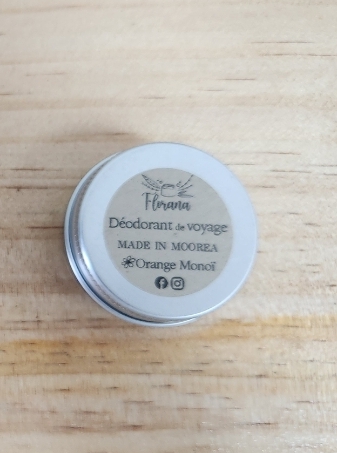 Florana
Déodorant de voyage
MADE IN MOOREA
Orange Monoï